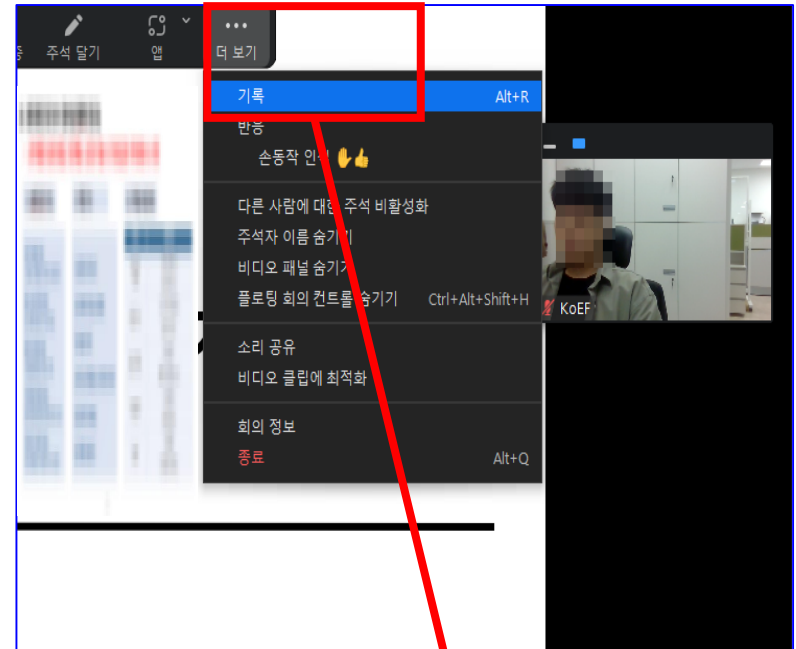 주석 달기
앱
더 보기
기록 Alt+R
반응
손동작 인식
다른 사람에 대한 주석 비활성화
주석자 이름 숨기기
비디오 패널 숨기기
플로팅 회의 컨트롤 숨기기 Ctrl+Alt+Shift+H
소리 공유
비디오 클립에 최적화
회의 정보
종료 Alt+Q
KoEF